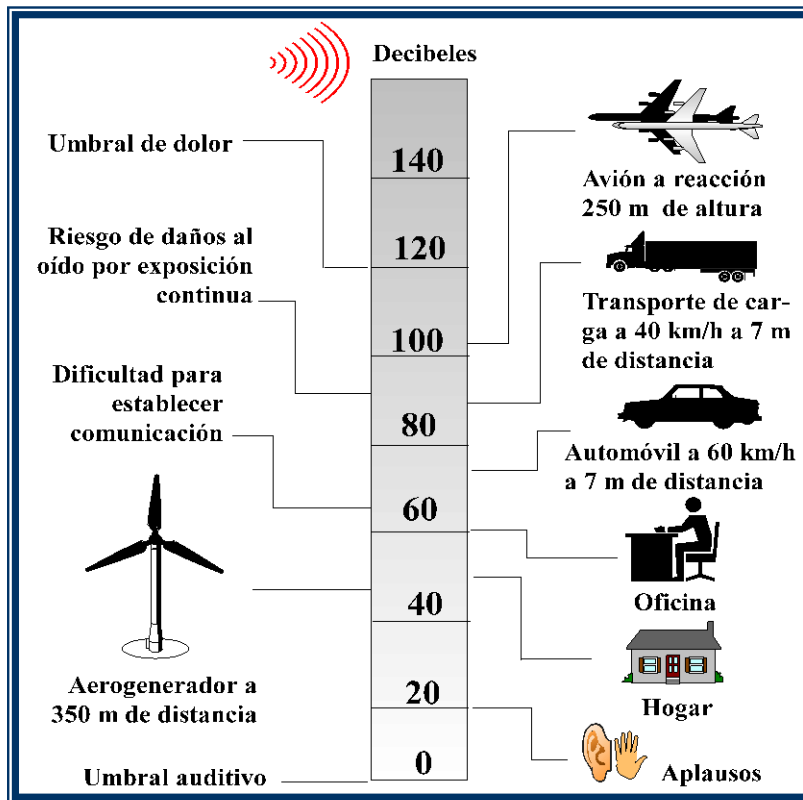 Decibeles
Umbral de dolor
Riesgo de daños al
oído por exposición
continua
Dificultad para
establecer
comunicación
Aerogenerador a
350 m de distancia
Umbral auditivo
140
120
100
80
60
40
20
0
Avión a reacción
250 m de altura
Transporte de car-
ga a 40 km/h a 7 m
de distancia
Automóvil a 60 km/h
a 7 m de distancia
Oficina
Hogar
Aplausos